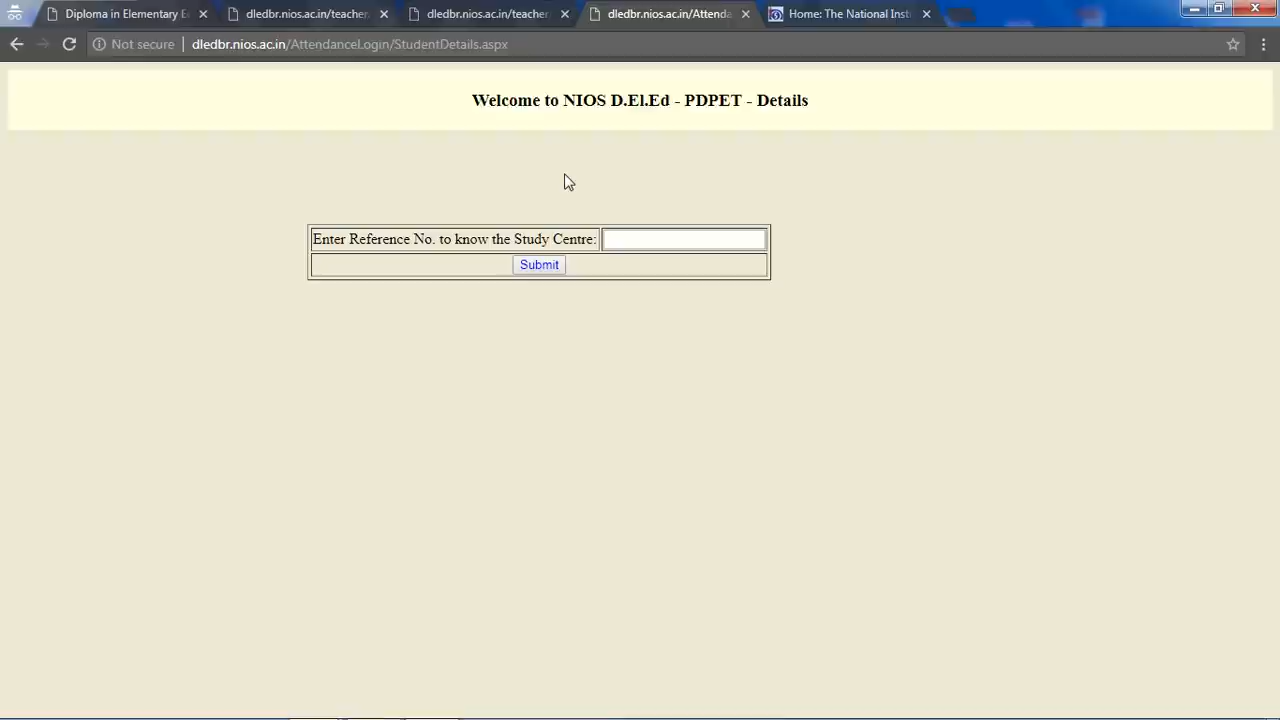 Diploma in Elementary E
dledbr.nios.ac.in/teacher
dledbr.nios.ac.in/teacher
dledbr.nios.ac.in/Attenda
Home: The National Insti
Not secure
dledbr.nios.ac.in/AttendanceLogin/StudentDetails.aspx
Welcome to NIOS D.El.Ed - PDPET - Details
Enter Reference No. to know the Study Centre:
Submit